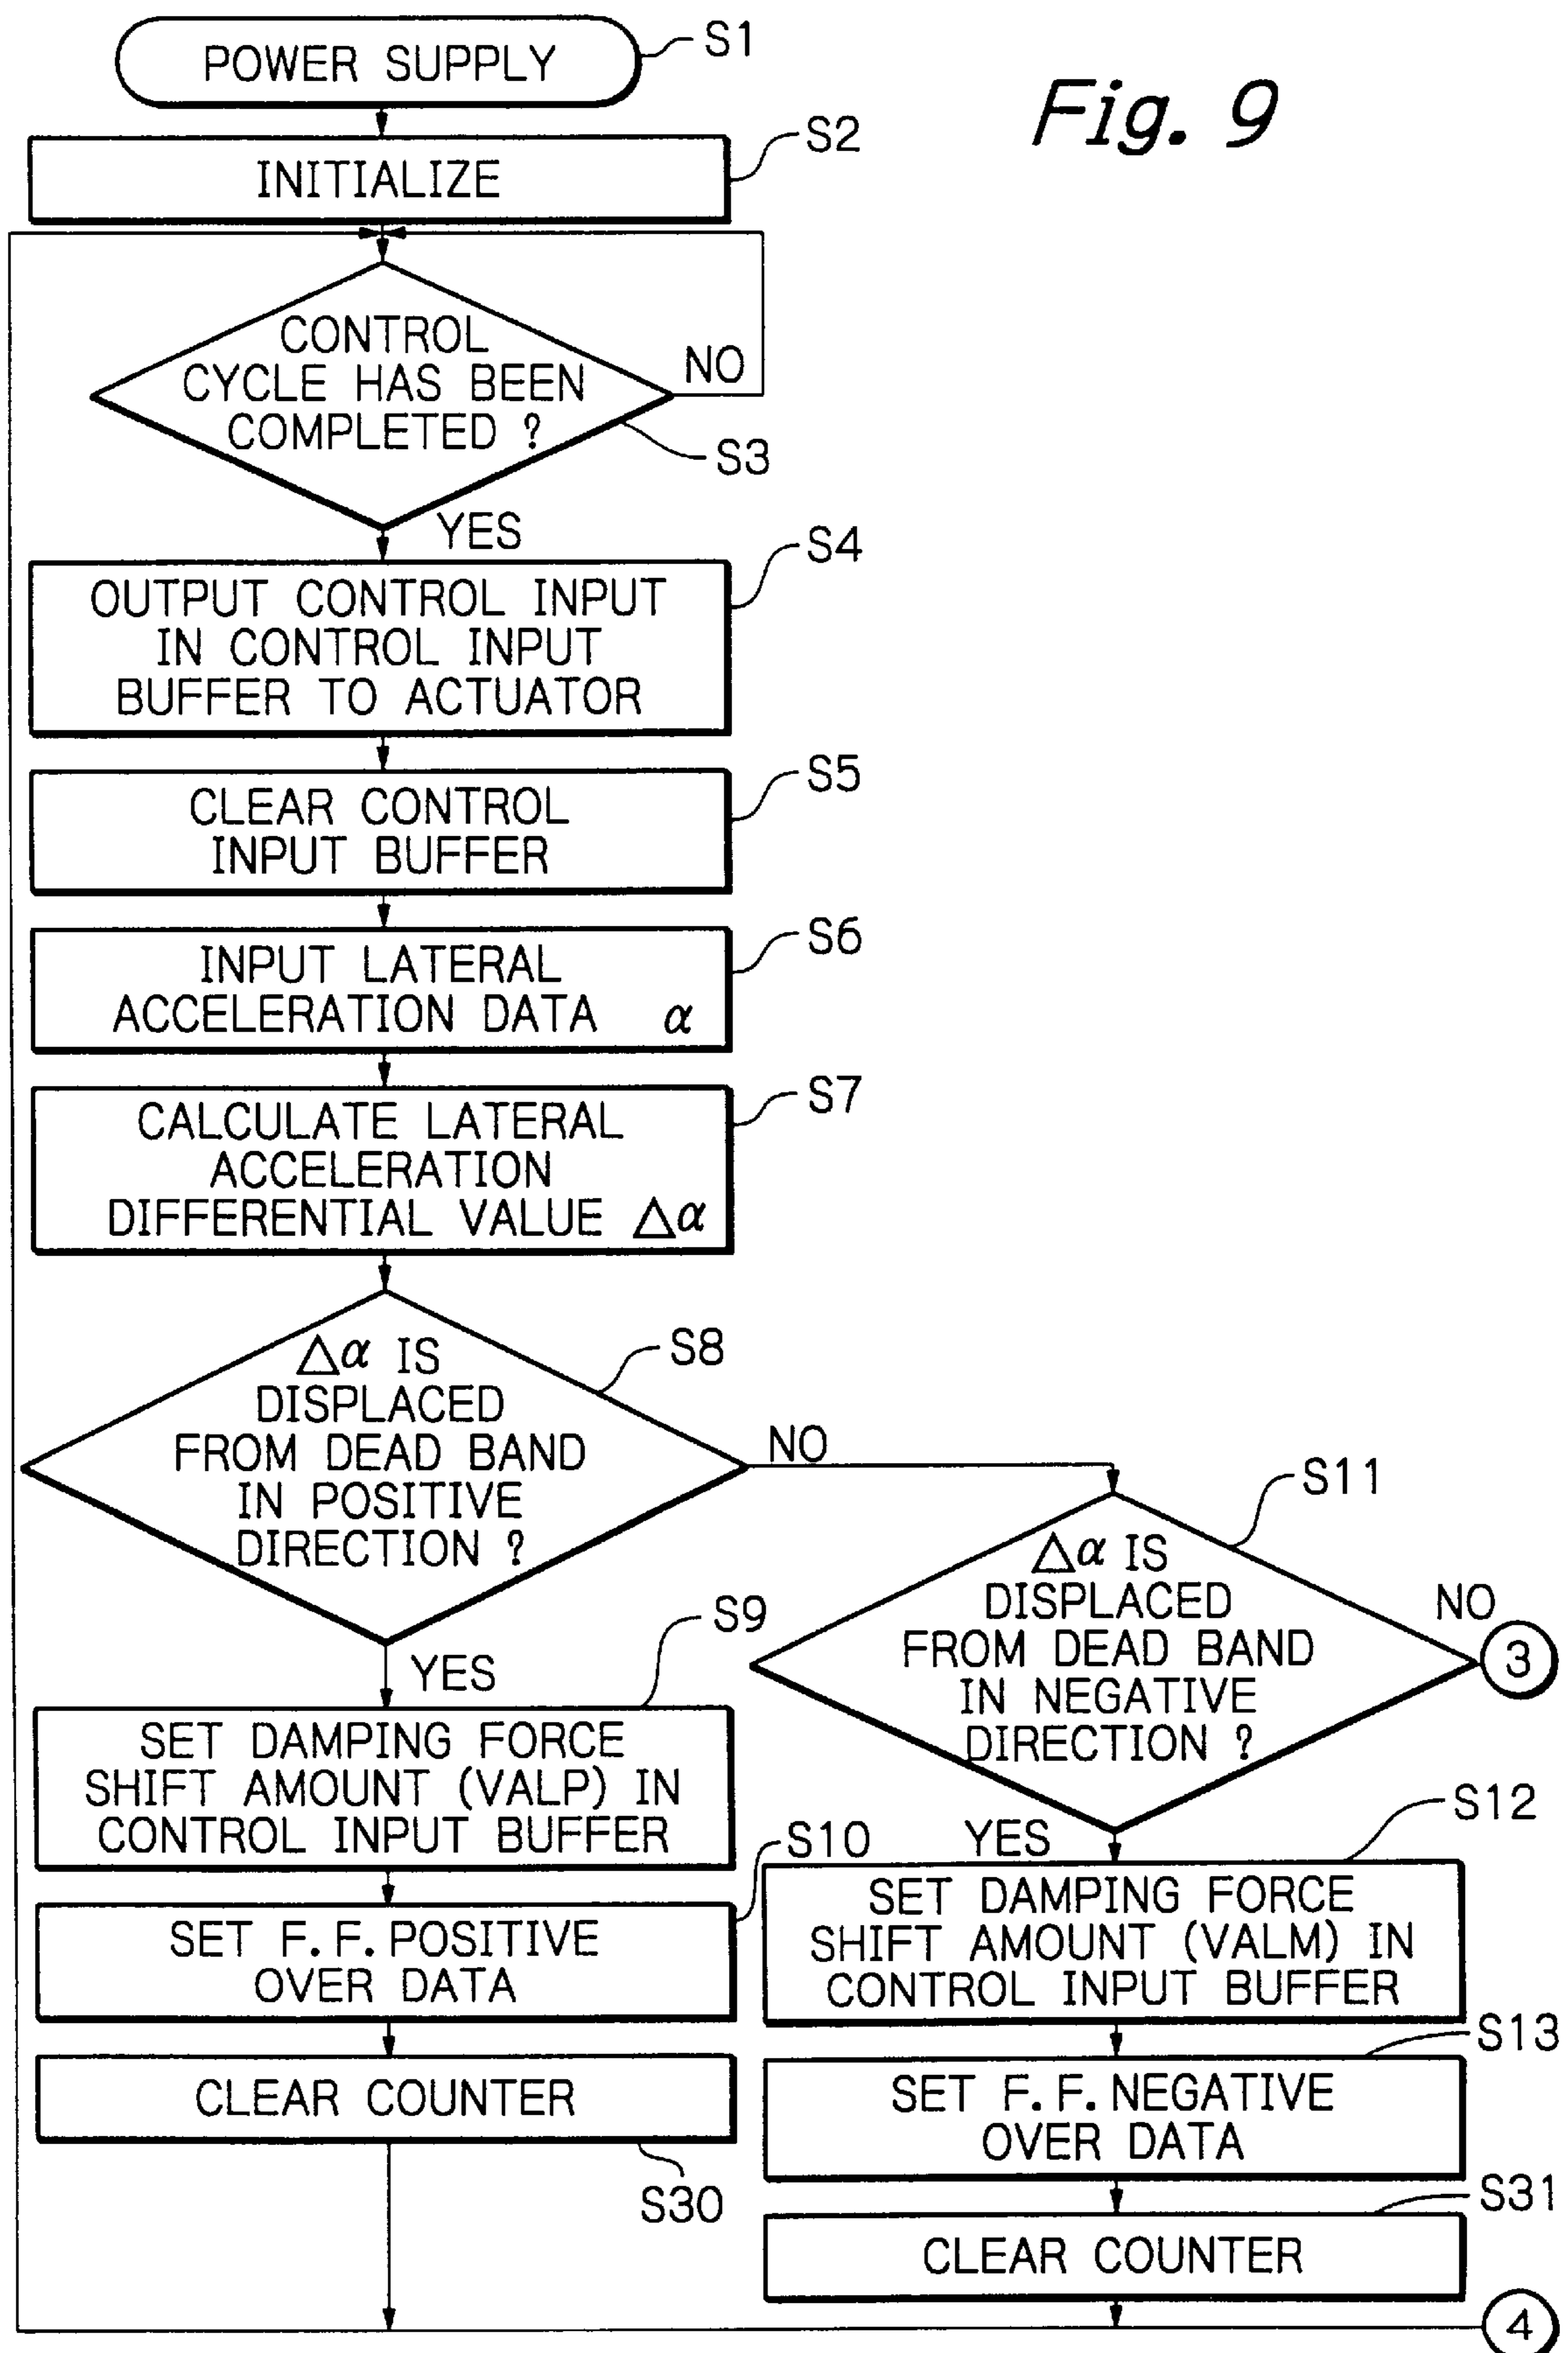 POWER SUPPLY
S1
Fig. 9
INITIALIZE
S2
CONTROL
CYCLE HAS BEEN
COMPLETED ?
NO
S3
YES
OUTPUT CONTROL INPUT
IN CONTROL INPUT
BUFFER TO ACTUATOR
S4
CLEAR CONTROL
INPUT BUFFER
S5
INPUT LATERAL
ACCELERATION DATA α
S6
CALCULATE LATERAL
ACCELERATION
DIFFERENTIAL VALUE △α
S7
△α IS
DISPLACED
FROM DEAD BAND
IN POSITIVE
DIRECTION ?
S8
NO
YES
S11
△α IS
DISPLACED
FROM DEAD BAND
IN NEGATIVE
DIRECTION ?
NO
3
YES
SET DAMPING FORCE
SHIFT AMOUNT (VALP) IN
CONTROL INPUT BUFFER
S9
SET F.F. POSITIVE
OVER DATA
S10
CLEAR COUNTER
S30
SET DAMPING FORCE
SHIFT AMOUNT (VALM) IN
CONTROL INPUT BUFFER
S12
SET F.F. NEGATIVE
OVER DATA
S13
CLEAR COUNTER
S31
4